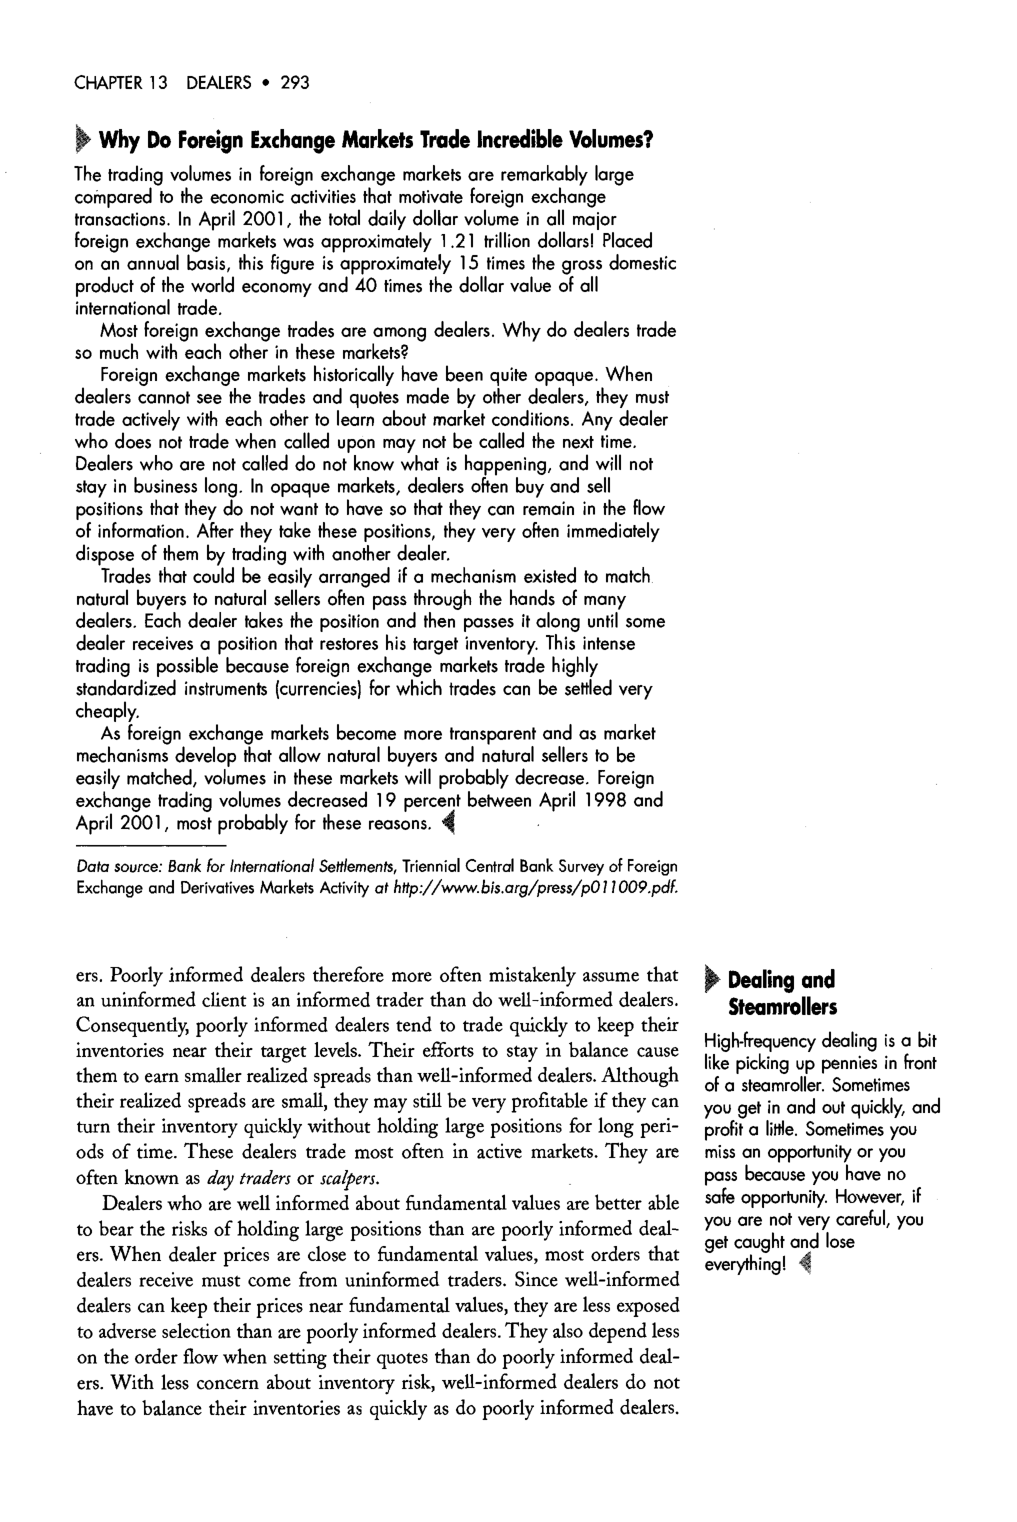 CHAPTER 13 DEALERS • 293
Why Do Foreign Exchange Markets Trade Incredible Volumes?
The trading volumes in foreign exchange markets are remarkably large
compared to the economic activities that motivate foreign exchange
transactions. In April 2001, the total daily dollar volume in all major
foreign exchange markets was approximately 1.21 trillion dollars! Placed
on an annual basis, this figure is approximately 15 times the gross domestic
product of the world economy and 40 times the dollar value of all
international trade.
Most foreign exchange trades are among dealers. Why do dealers trade
so much with each other in these markets?
Foreign exchange markets historically have been quite opaque. When
dealers cannot see the trades and quotes made by other dealers, they must
trade actively with each other to learn about market conditions. Any dealer
who does not trade when called upon may not be called the next time.
Dealers who are not called do not know what is happening, and will not
stay in business long. In opaque markets, dealers often buy and sell
positions that they do not want to have so that they can remain in the flow
of information. After they take these positions, they very often immediately
dispose of them by trading with another dealer.
Trades that could be easily arranged if a mechanism existed to match
natural buyers to natural sellers often pass through the hands of many
dealers. Each dealer takes the position and then passes it along until some
dealer receives a position that restores his target inventory. This intense
trading is possible because foreign exchange markets trade highly
standardized instruments (currencies) for which trades can be settled very
cheaply.
As foreign exchange markets become more transparent and as market
mechanisms develop that allow natural buyers and natural sellers to be
easily matched, volumes in these markets will probably decrease. Foreign
exchange trading volumes decreased 19 percent between April 1998 and
April 2001, most probably for these reasons.
Data source: Bank for International Settlements, Triennial Central Bank Survey of Foreign
Exchange and Derivatives Markets Activity at http://www.bis.org/press/p011009.pdf.
ers. Poorly informed dealers therefore more often mistakenly assume that
an uninformed client is an informed trader than do well-informed dealers.
Consequently, poorly informed dealers tend to trade quickly to keep their
inventories near their target levels. Their efforts to stay in balance cause
them to earn smaller realized spreads than well-informed dealers. Although
their realized spreads are small, they may still be very profitable if they can
turn their inventory quickly without holding large positions for long peri-
ods of time. These dealers trade most often in active markets. They are
often known as day traders or scalpers.
Dealers who are well informed about fundamental values are better able
to bear the risks of holding large positions than are poorly informed deal-
ers. When dealer prices are close to fundamental values, most orders that
dealers receive must come from uninformed traders. Since well-informed
dealers can keep their prices near fundamental values, they are less exposed
to adverse selection than are poorly informed dealers. They also depend less
on the order flow when setting their quotes than do poorly informed deal-
ers. With less concern about inventory risk, well-informed dealers do not
have to balance their inventories as quickly as do poorly informed dealers.
Dealing and
Steamrollers
High-frequency dealing is a bit
like picking up pennies in front
of a steamroller. Sometimes
you get in and out quickly, and
profit a little. Sometimes you
miss an opportunity or you
pass because you have no
safe opportunity. However, if
you are not very careful, you
get caught and lose
everything!